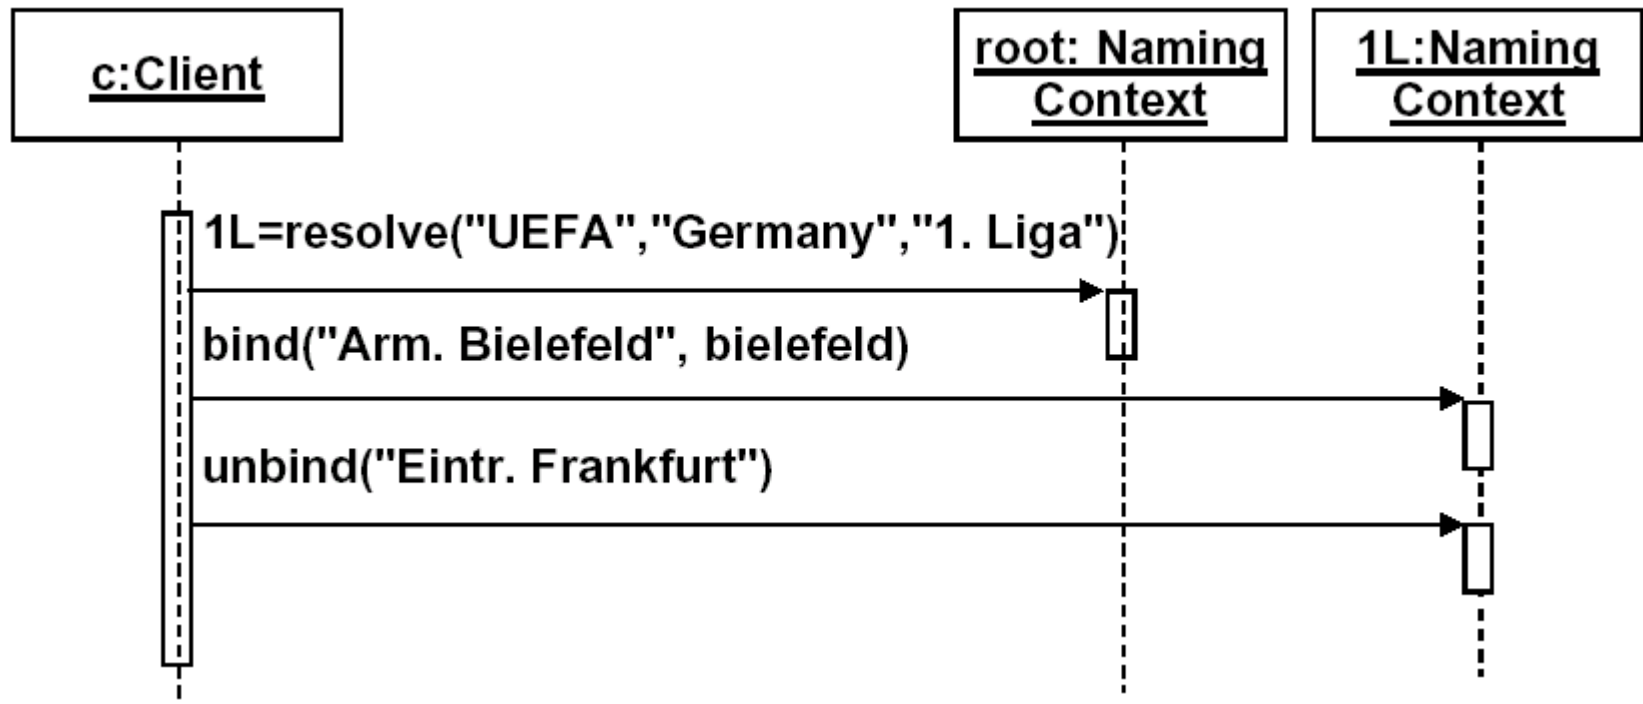 c:Client
root: Naming
Context
1L:Naming
Context
1L=resolve("UEFA","Germany","1. Liga")
bind("Arm. Bielefeld", bielefeld)
unbind("Eintr. Frankfurt")